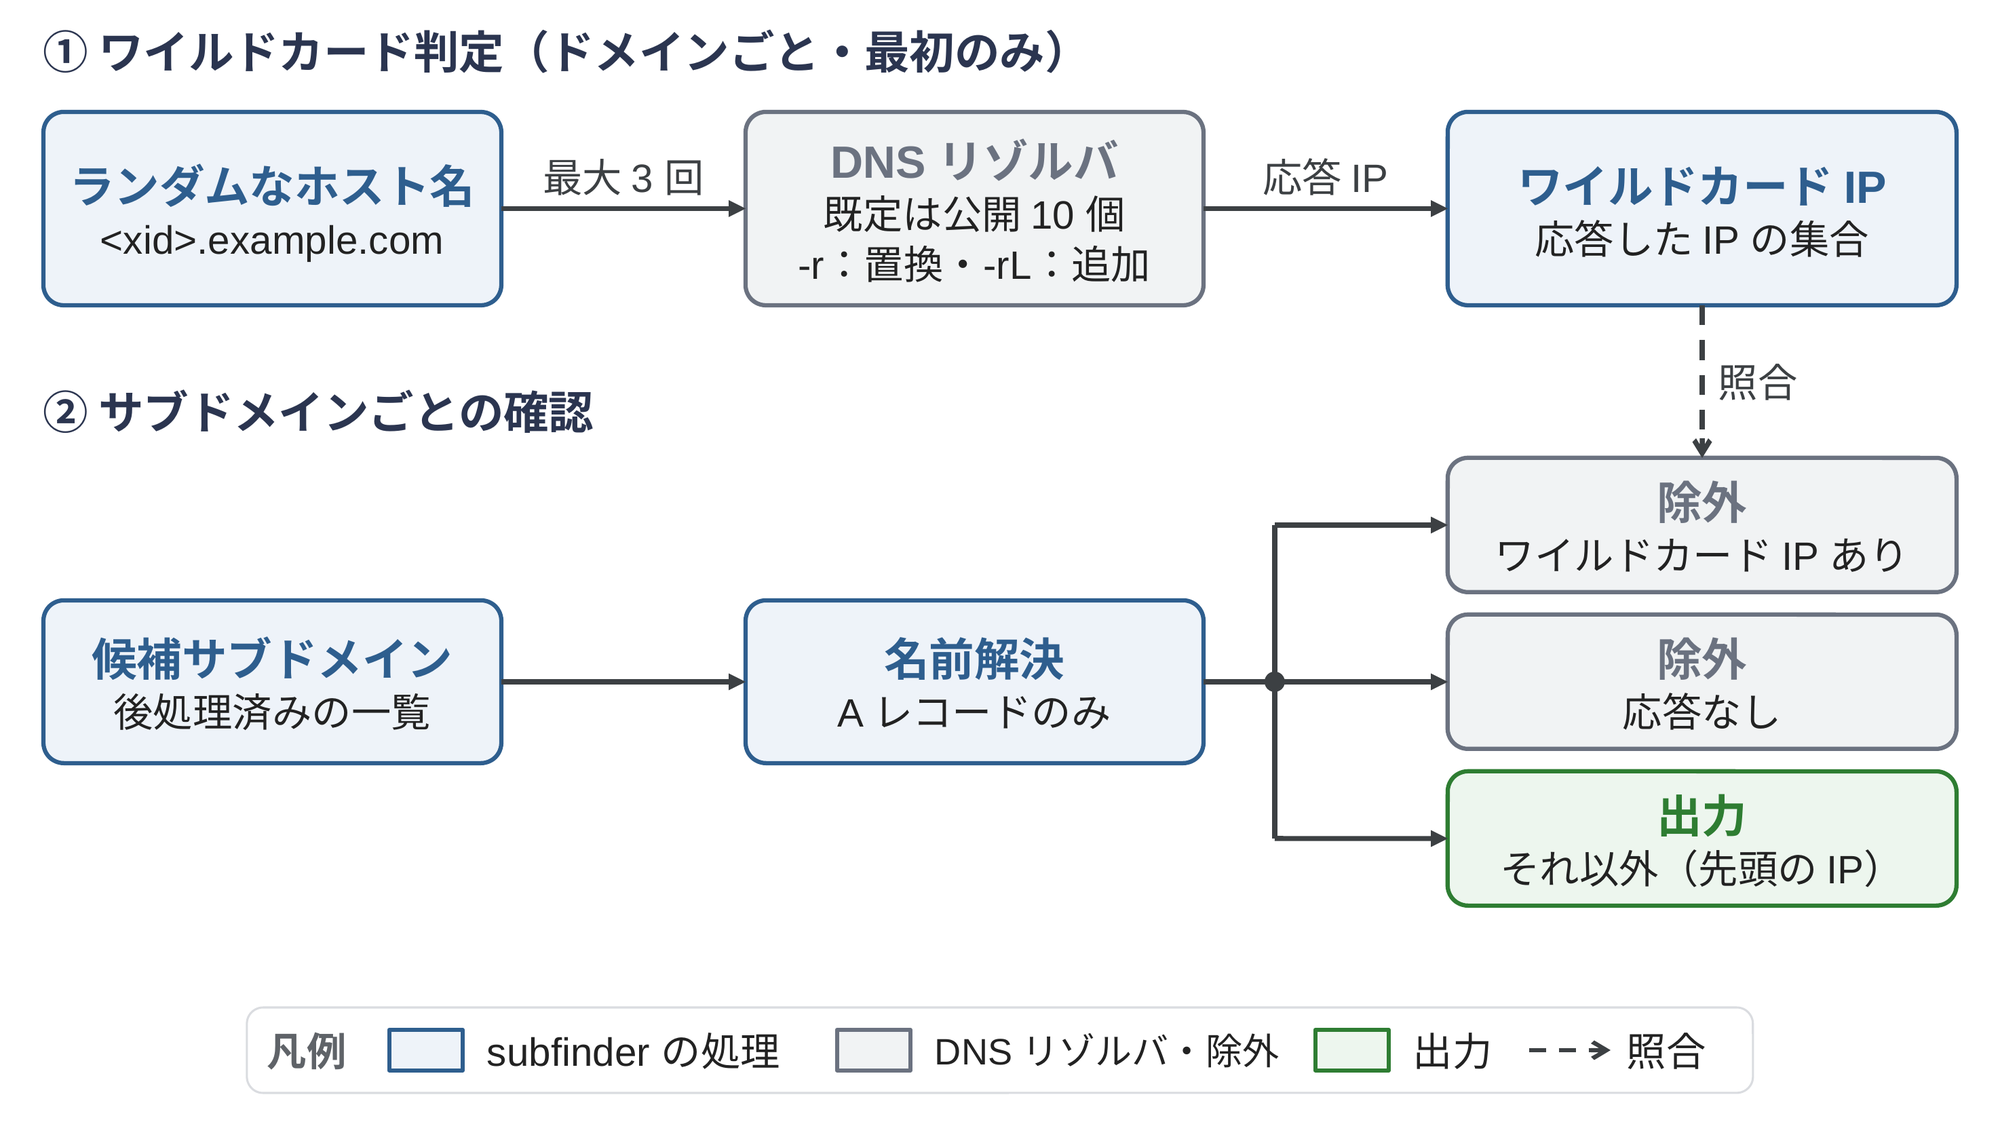 ① ワイルドカード判定（ドメインごと・最初のみ）
ランダムなホスト名
<xid>.example.com
最大 3 回
DNS リゾルバ
既定は公開 10 個
-r：置換・-rL：追加
応答 IP
ワイルドカード IP
応答した IP の集合
照合
② サブドメインごとの確認
候補サブドメイン
後処理済みの一覧
名前解決
A レコードのみ
除外
ワイルドカード IP あり
除外
応答なし
出力
それ以外（先頭の IP）
凡例
subfinder の処理
DNS リゾルバ・除外
出力
照合